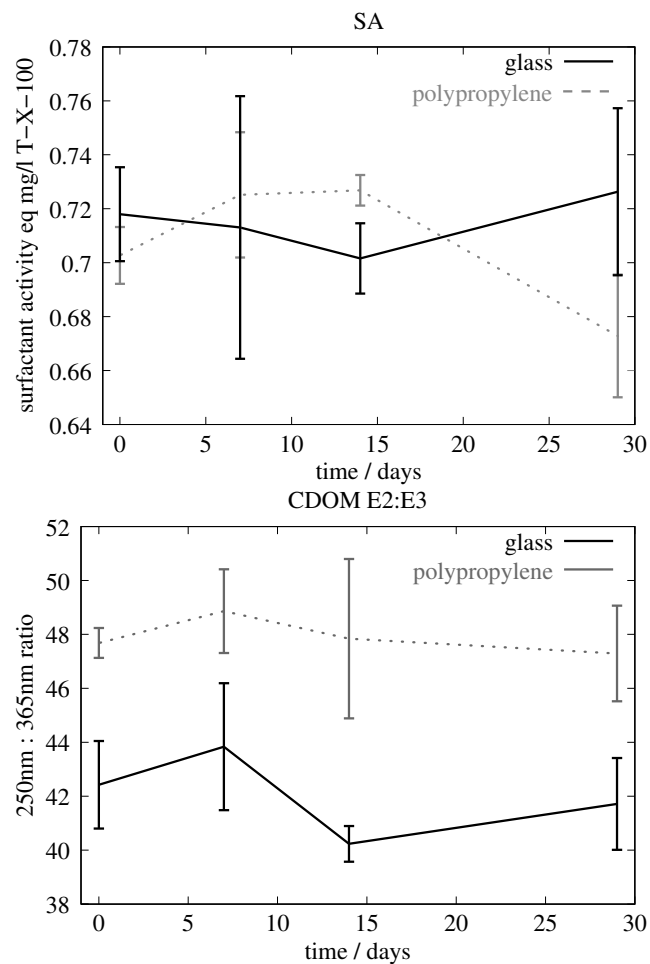 SA
0.78
0.76
0.74
0.72
0.7
0.68
0.66
0.64
surfactant activity eq mg/l T−X−100
glass
polypropylene
0 5 10 15 20 25 30
time / days
CDOM E2:E3
52
50
48
46
44
42
40
38
250nm : 365nm ratio
glass
polypropylene
0 5 10 15 20 25 30
time / days